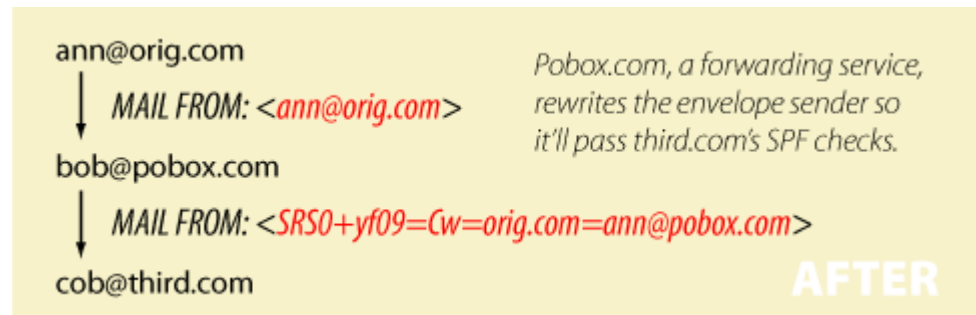 ann@orig.com
Pobox.com, a forwarding service,
rewrites the envelope sender so
it'll pass third.com's SPF checks.
MAIL FROM: <ann@orig.com>
bob@pobox.com
MAIL FROM: <SRS0+yf09=Cw=orig.com=ann@pobox.com>
cob@third.com
AFTER